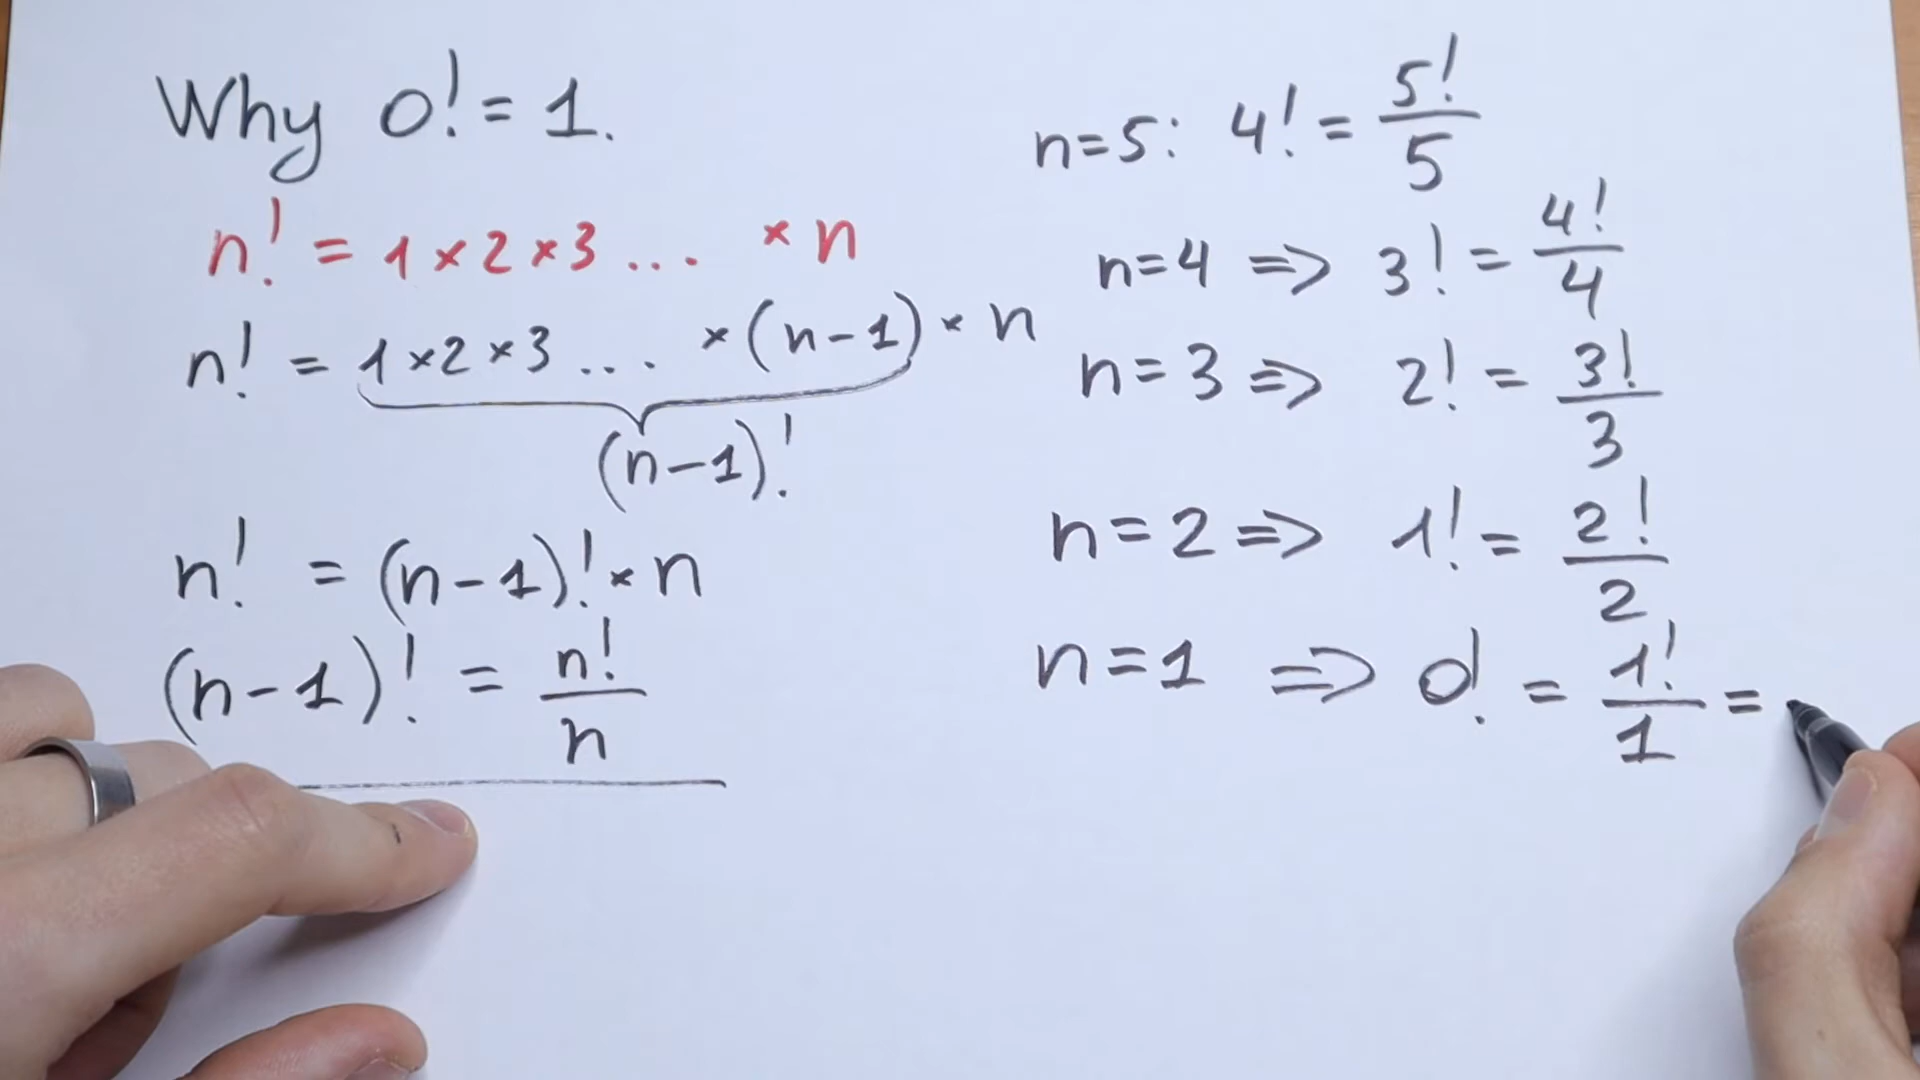 Why 0! = 1.
n! = 1 × 2 × 3 ... × n
n! = 1 × 2 × 3 ... × (n-1) × n
(n-1)!
n! = (n-1)! × n
(n-1)! = n!/n
n=5: 4! = 5!/5
n=4 => 3! = 4!/4
n=3 => 2! = 3!/3
n=2 => 1! = 2!/2
n=1 => 0! = 1!/1 =